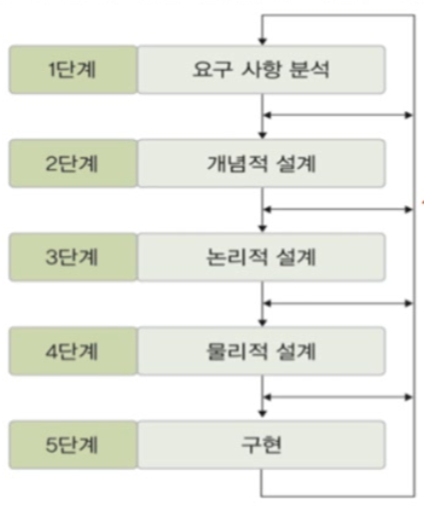 1단계 요구 사항 분석
2단계 개념적 설계
3단계 논리적 설계
4단계 물리적 설계
5단계 구현